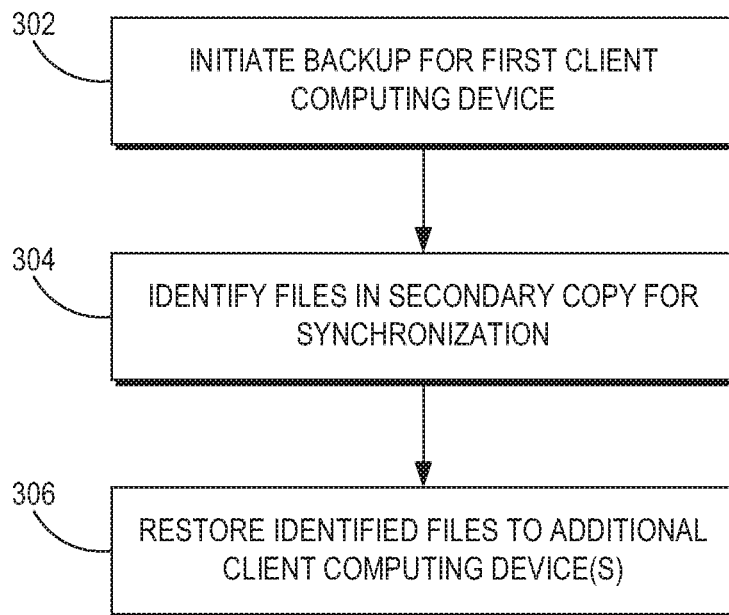 302
INITIATE BACKUP FOR FIRST CLIENT
COMPUTING DEVICE
304
IDENTIFY FILES IN SECONDARY COPY FOR
SYNCHRONIZATION
306
RESTORE IDENTIFIED FILES TO ADDITIONAL
CLIENT COMPUTING DEVICE(S)